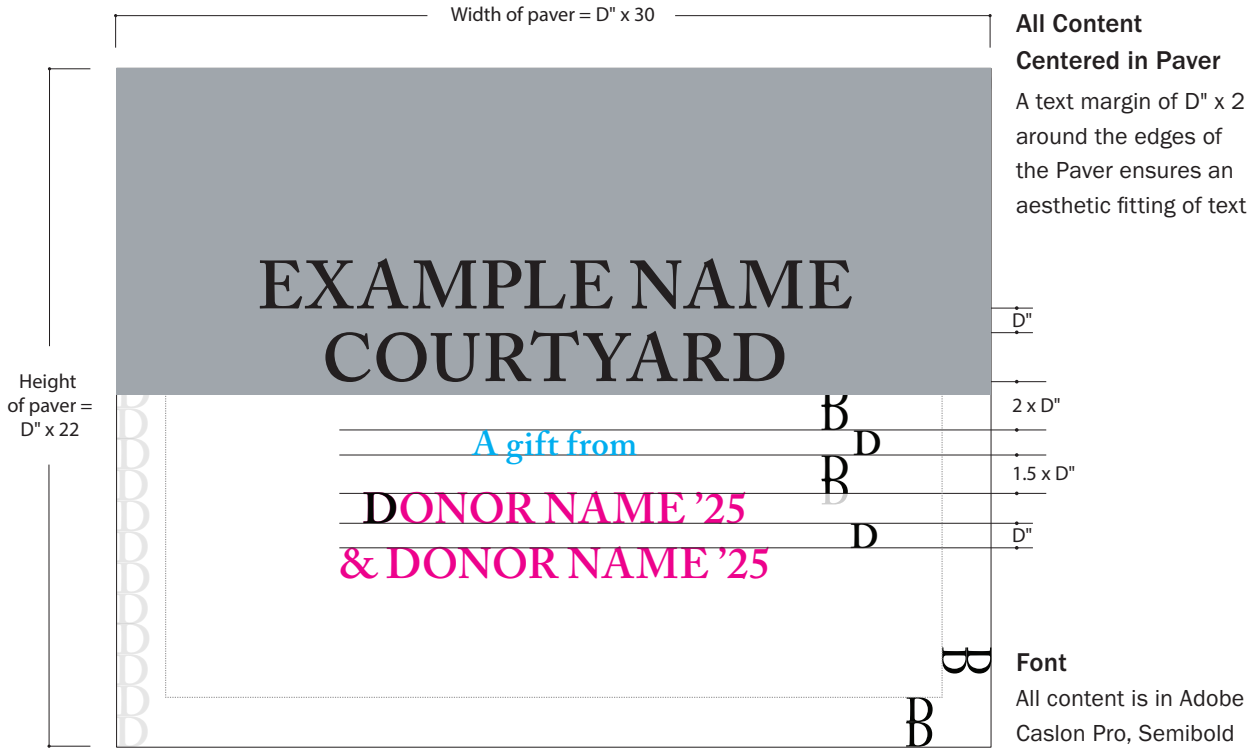 Width of paver = D" x 30
All Content
Centered in Paver
A text margin of D" x 2
around the edges of
the Paver ensures an
aesthetic fitting of text
EXAMPLE NAME
COURTYARD
D"
Height
of paver =
D" x 22
2 x D"
A gift from
D
1.5 x D"
DONOR NAME ’25
D
D"
& DONOR NAME ’25
Font
All content is in Adobe
Caslon Pro, Semibold
D
D